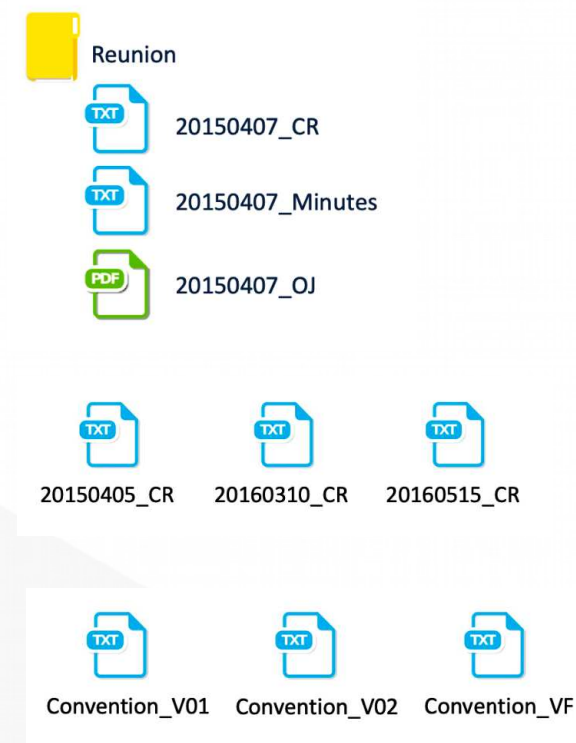 Reunion
TXT
20150407_CR
TXT
20150407_Minutes
PDF
20150407_OJ
TXT TXT TXT
20150405_CR 20160310_CR 20160515_CR
TXT TXT TXT
Convention_V01 Convention_V02 Convention_VF